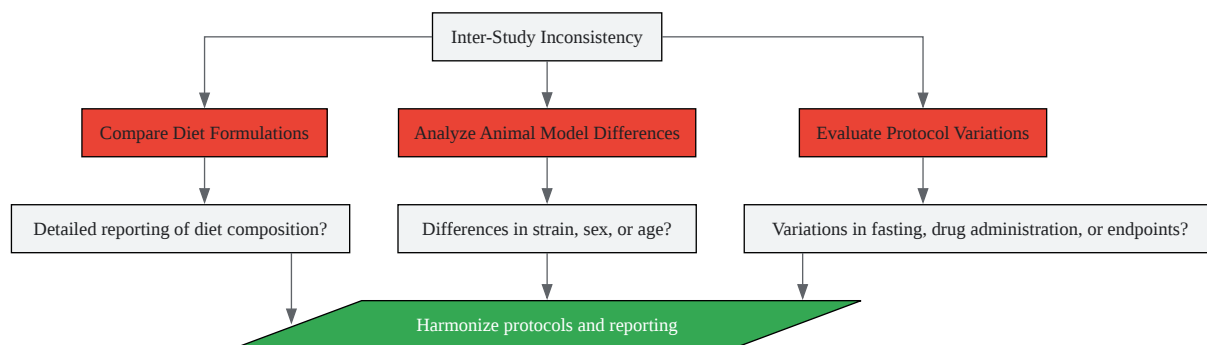 Inter-Study Inconsistency
Compare Diet Formulations
Analyze Animal Model Differences
Evaluate Protocol Variations
Detailed reporting of diet composition?
Differences in strain, sex, or age?
Variations in fasting, drug administration, or endpoints?
Harmonize protocols and reporting